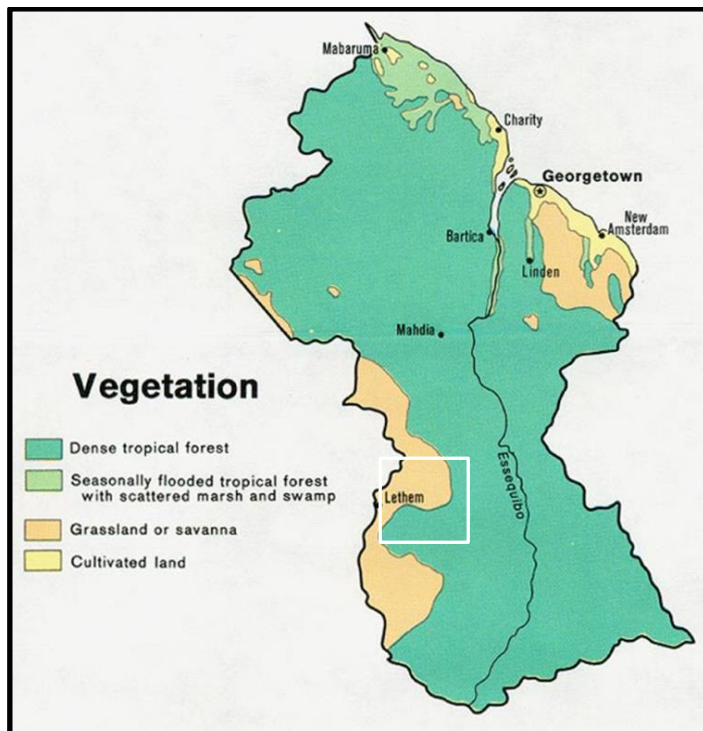 Mabaruma
Charity
Georgetown
New
Amsterdam
Bartica
Linden
Mahdia
Vegetation
Dense tropical forest
Seasonally flooded tropical forest
with scattered marsh and swamp
Grassland or savanna
Cultivated land
Lethem
Essequibo